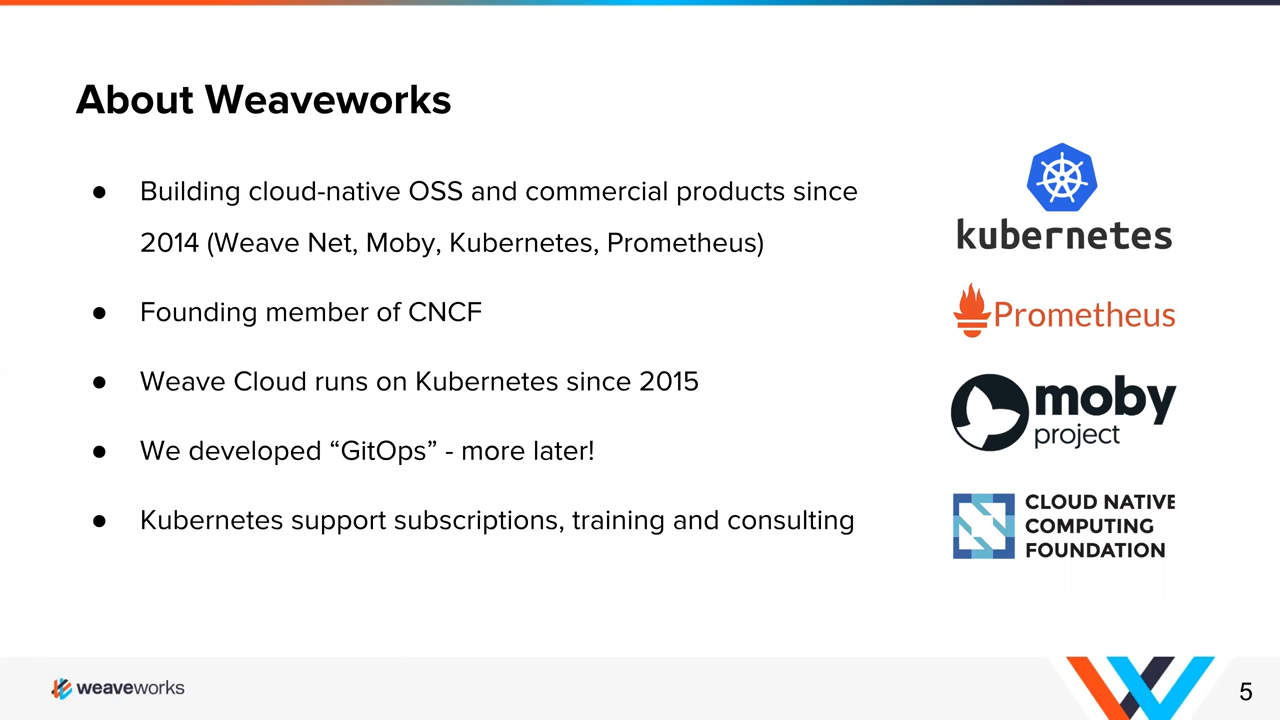 About Weaveworks
● Building cloud-native OSS and commercial products since
2014 (Weave Net, Moby, Kubernetes, Prometheus)
● Founding member of CNCF
● Weave Cloud runs on Kubernetes since 2015
● We developed “GitOps” - more later!
● Kubernetes support subscriptions, training and consulting
kubernetes
Prometheus
moby
project
CLOUD NATIVE
COMPUTING
FOUNDATION
weaveworks
5